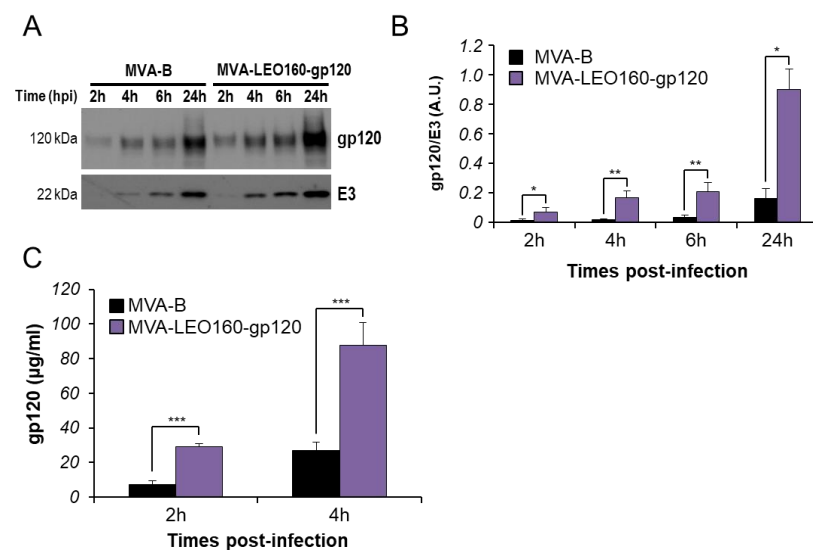 A
MVA-B MVA-LEO160-gp120
Time (hpi) 2h 4h 6h 24h 2h 4h 6h 24h
120 kDa gp120
22 kDa E3
B
MVA-B
MVA-LEO160-gp120
gp120/E3 (A.U.)
1.2
1.0
0.8
0.6
0.4
0.2
0
*
**
**
*
2h 4h 6h 24h
Times post-infection
C
MVA-B
MVA-LEO160-gp120
gp120 (µg/ml)
120
100
80
60
40
20
0
***
***
2h 4h
Times post-infection